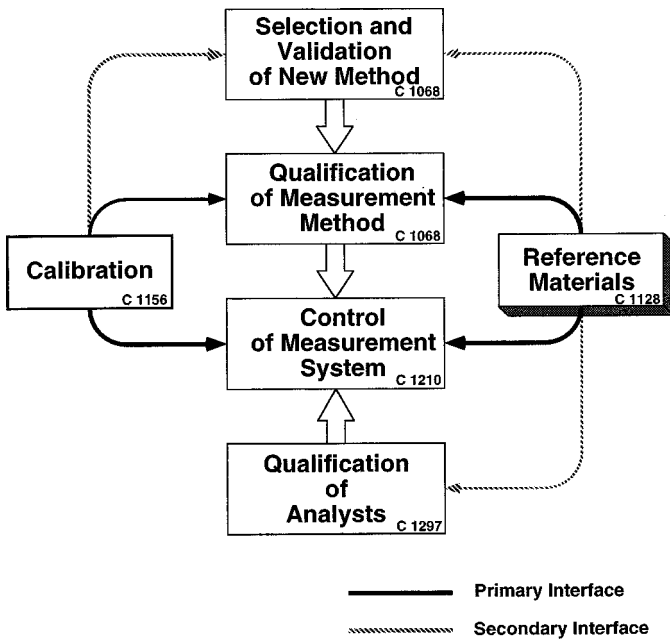 Selection and
Validation
of New Method
C 1068
Qualification
of Measurement
Method
C 1068
Calibration
C 1156
Reference
Materials
C 1128
Control
of Measurement
System
C 1210
Qualification
of
Analysts
C 1297
Primary Interface
Secondary Interface